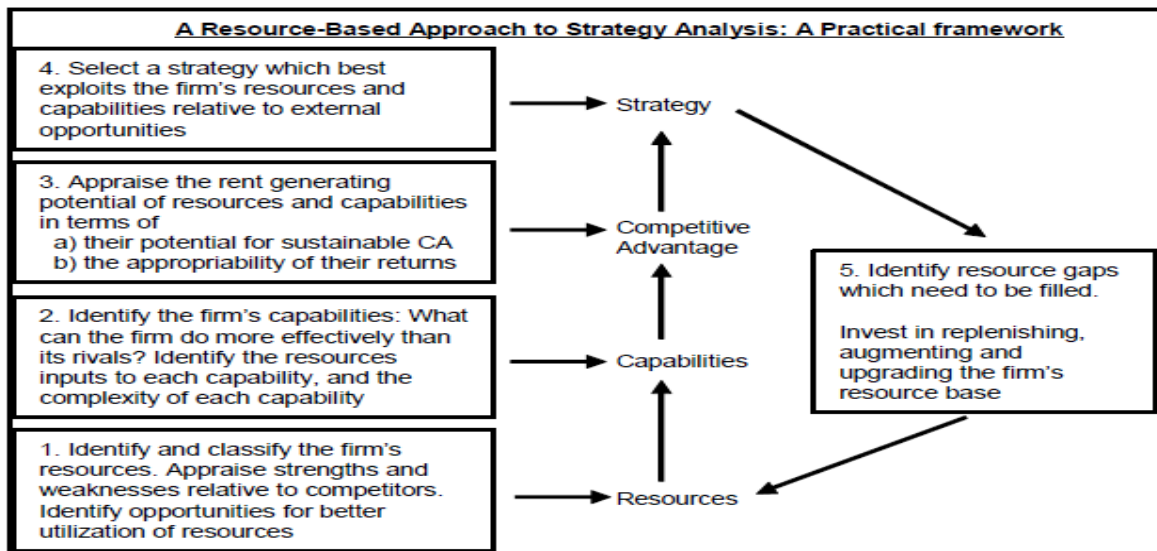 A Resource-Based Approach to Strategy Analysis: A Practical framework
4. Select a strategy which best
exploits the firm's resources and
capabilities relative to external
opportunities
Strategy
3. Appraise the rent generating
potential of resources and capabilities
in terms of
a) their potential for sustainable CA
b) the appropriability of their returns
Competitive
Advantage
5. Identify resource gaps
which need to be filled.
Invest in replenishing,
augmenting and
upgrading the firm's
resource base
2. Identify the firm's capabilities: What
can the firm do more effectively than
its rivals? Identify the resources
inputs to each capability, and the
complexity of each capability
Capabilities
1. Identify and classify the firm's
resources. Appraise strengths and
weaknesses relative to competitors.
Identify opportunities for better
utilization of resources
Resources